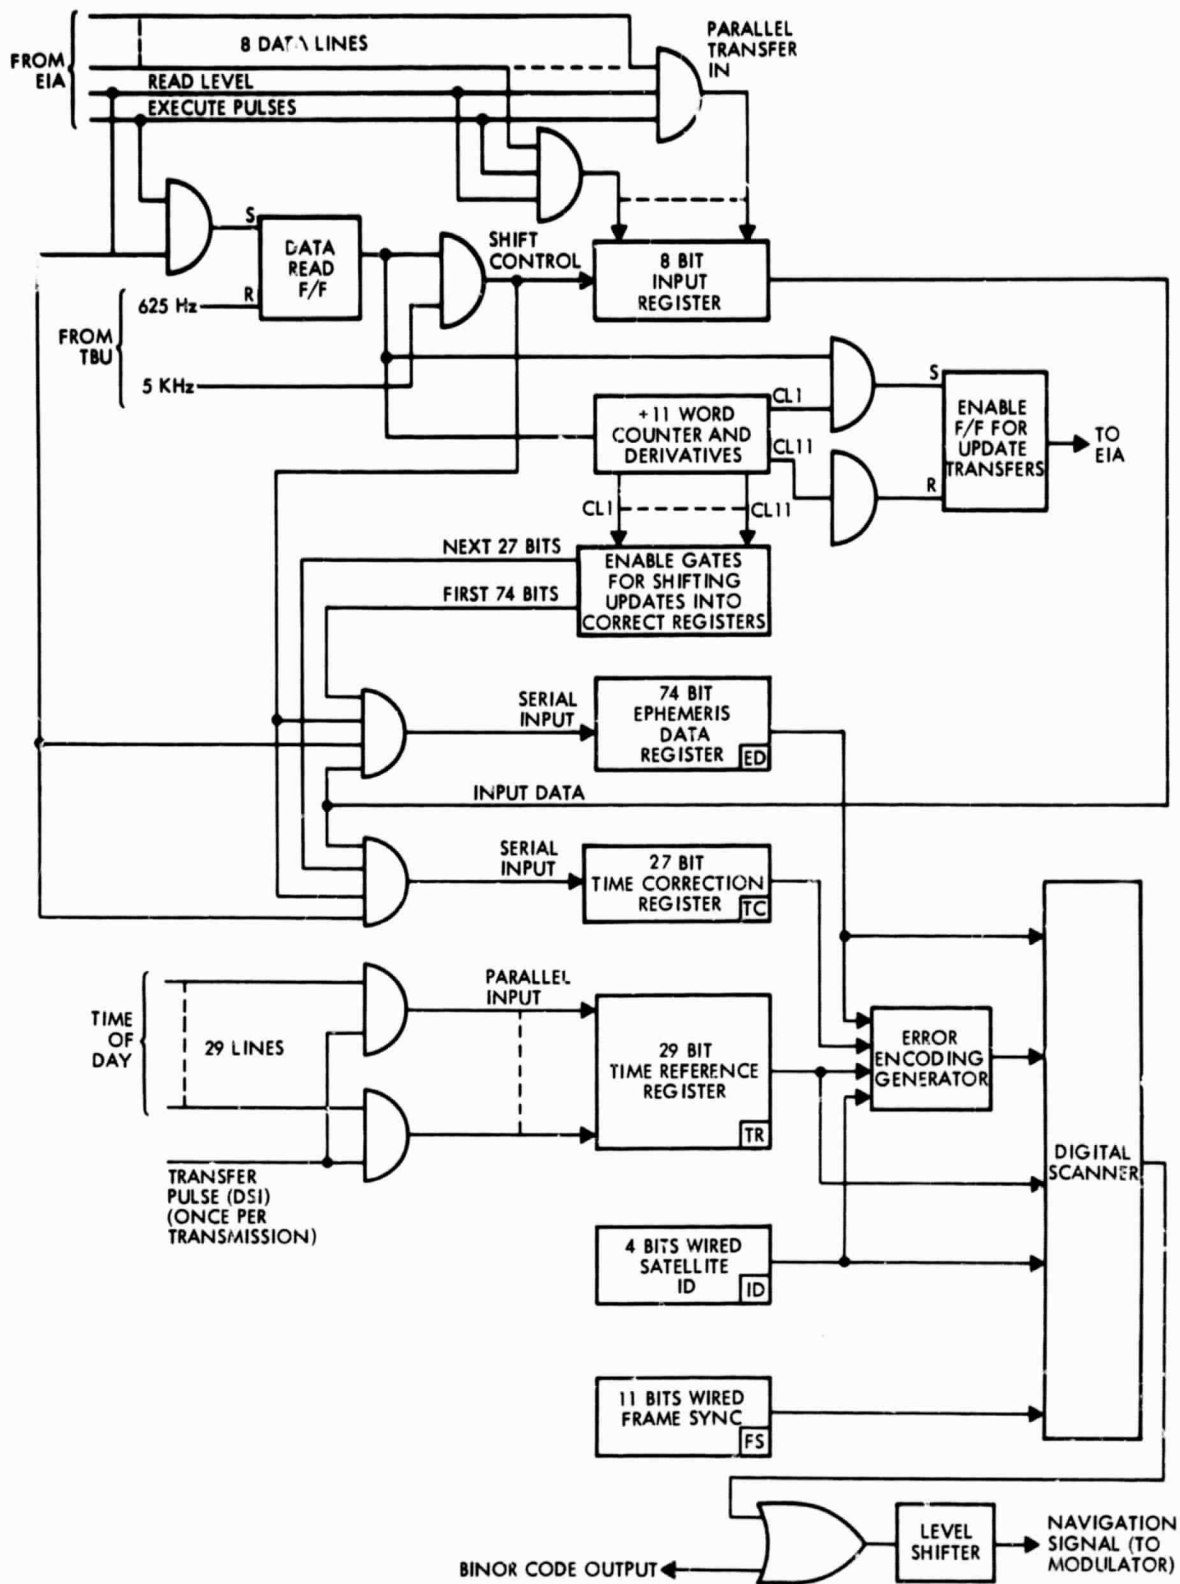 FROM
EIA
8 DATA LINES
READ LEVEL
EXECUTE PULSES
PARALLEL
TRANSFER
IN
S
DATA
READ
F/F
R
625 Hz
FROM
TBU
5 KHz
SHIFT
CONTROL
8 BIT
INPUT
REGISTER
+11 WORD
COUNTER AND
DERIVATIVES
CL1
CL11
S
ENABLE
F/F FOR
UPDATE
TRANSFERS
R
TO
EIA
CL1
CL11
NEXT 27 BITS
FIRST 74 BITS
ENABLE GATES
FOR SHIFTING
UPDATES INTO
CORRECT REGISTERS
SERIAL
INPUT
74 BIT
EPHEMERIS
DATA
REGISTER
ED
INPUT DATA
SERIAL
INPUT
27 BIT
TIME CORRECTION
REGISTER
TC
TIME
OF
DAY
29 LINES
PARALLEL
INPUT
29 BIT
TIME REFERENCE
REGISTER
TR
ERROR
ENCODING
GENERATOR
DIGITAL
SCANNER
TRANSFER
PULSE (DSI)
(ONCE PER
TRANSMISSION)
4 BITS WIRED
SATELLITE
ID
ID
11 BITS WIRED
FRAME SYNC
FS
BINOR CODE OUTPUT
LEVEL
SHIFTER
NAVIGATION
SIGNAL (TO
MODULATOR)